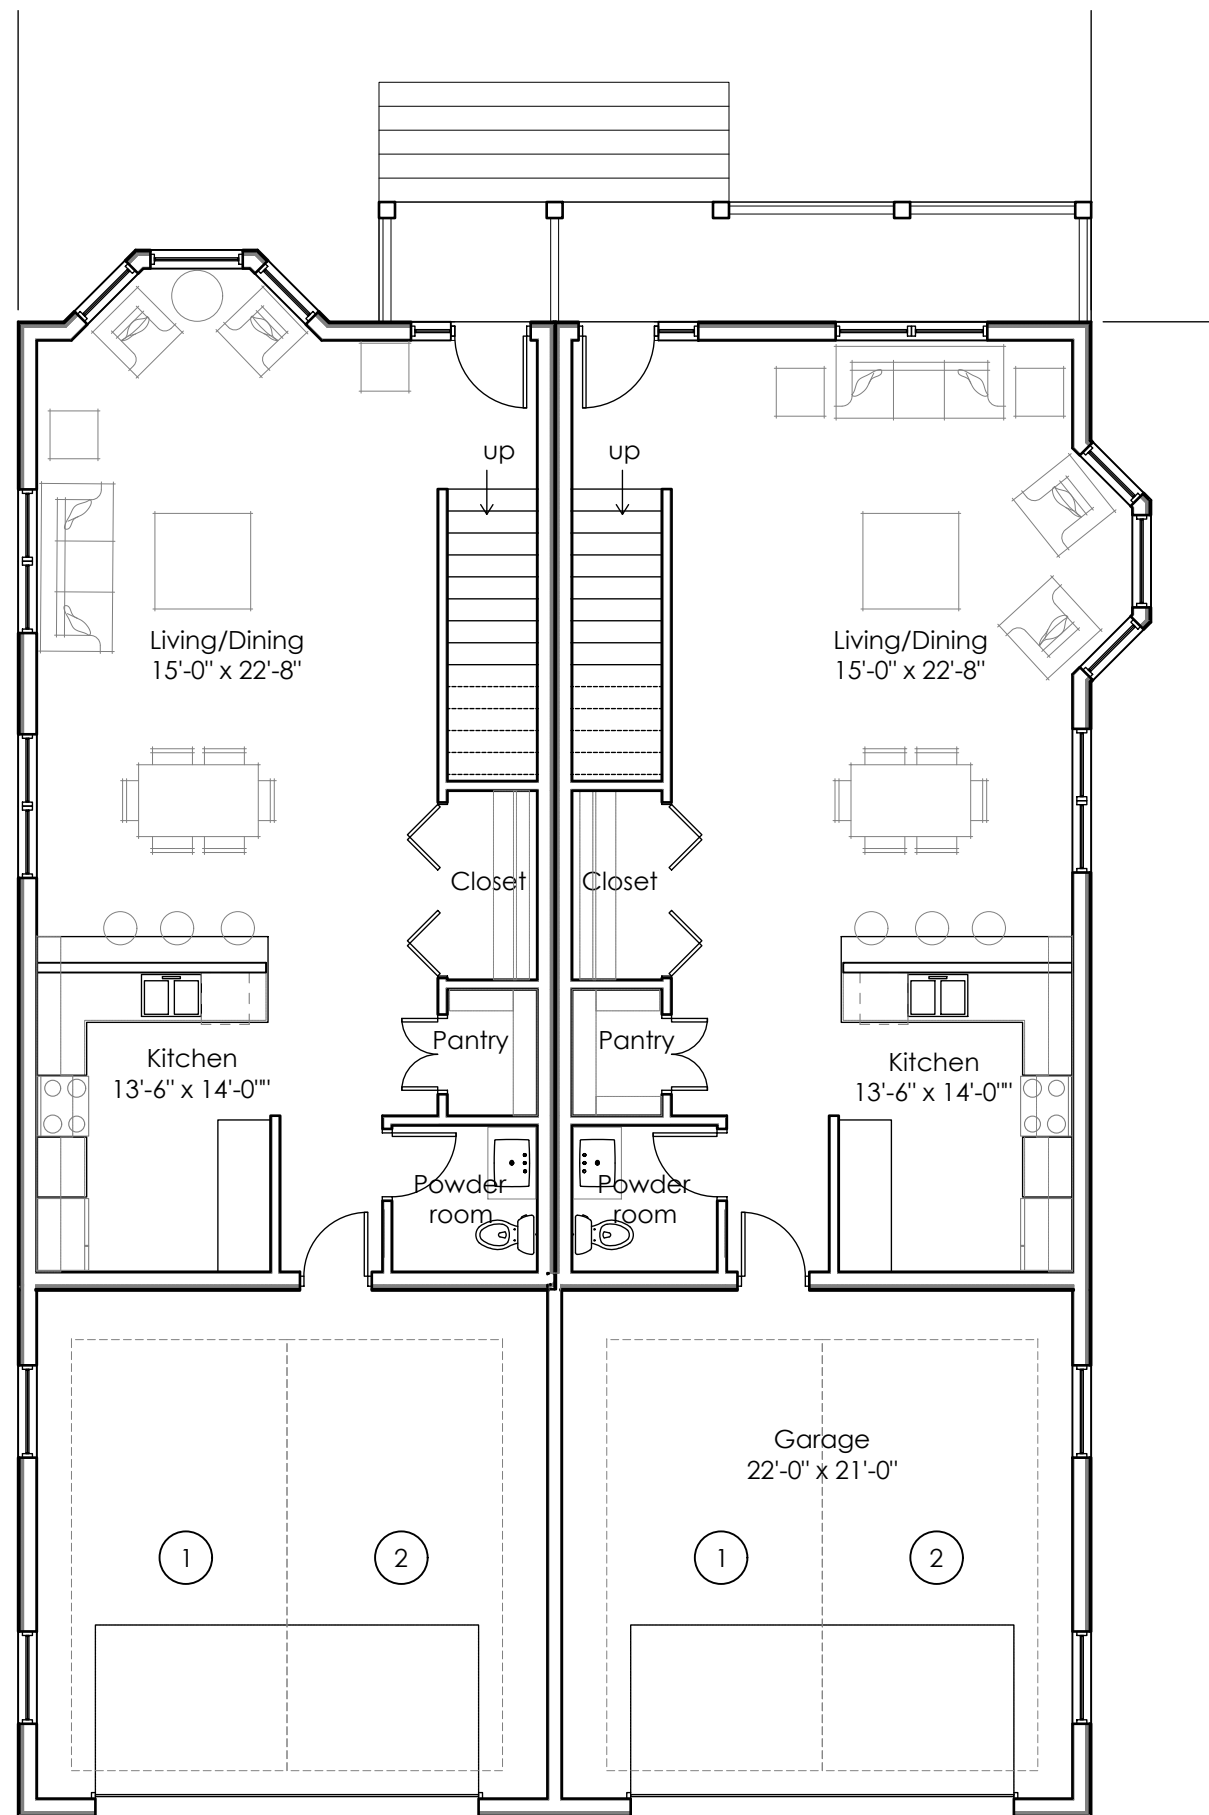 up
up
Living/Dining
15'-0" x 22'-8"
Living/Dining
15'-0" x 22'-8"
Closet
Closet
Pantry
Pantry
Kitchen
13'-6" x 14'-0""
Kitchen
13'-6" x 14'-0""
Powder
room
Powder
room
Garage
22'-0" x 21'-0"
1
2
1
2